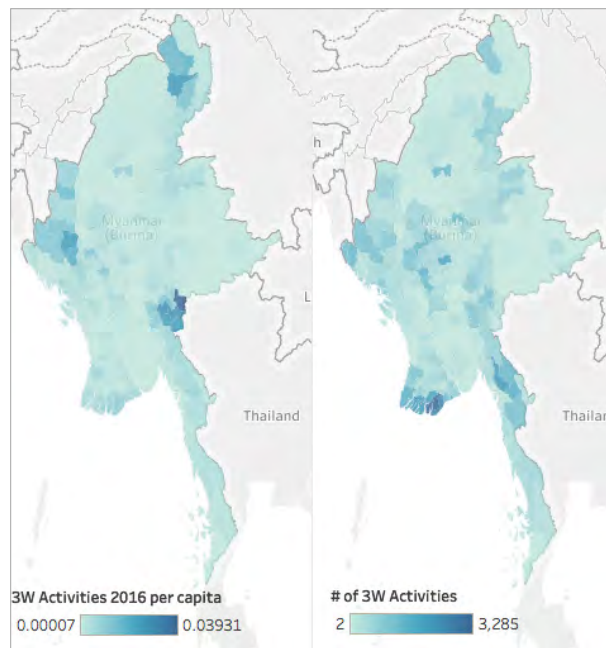 h
Myanmar
(Burma)
L
Thailand
3W Activities 2016 per capita
0.00007 0.03931
Myanmar
(Burma)
Thaila
# of 3W Activities
2 3,285